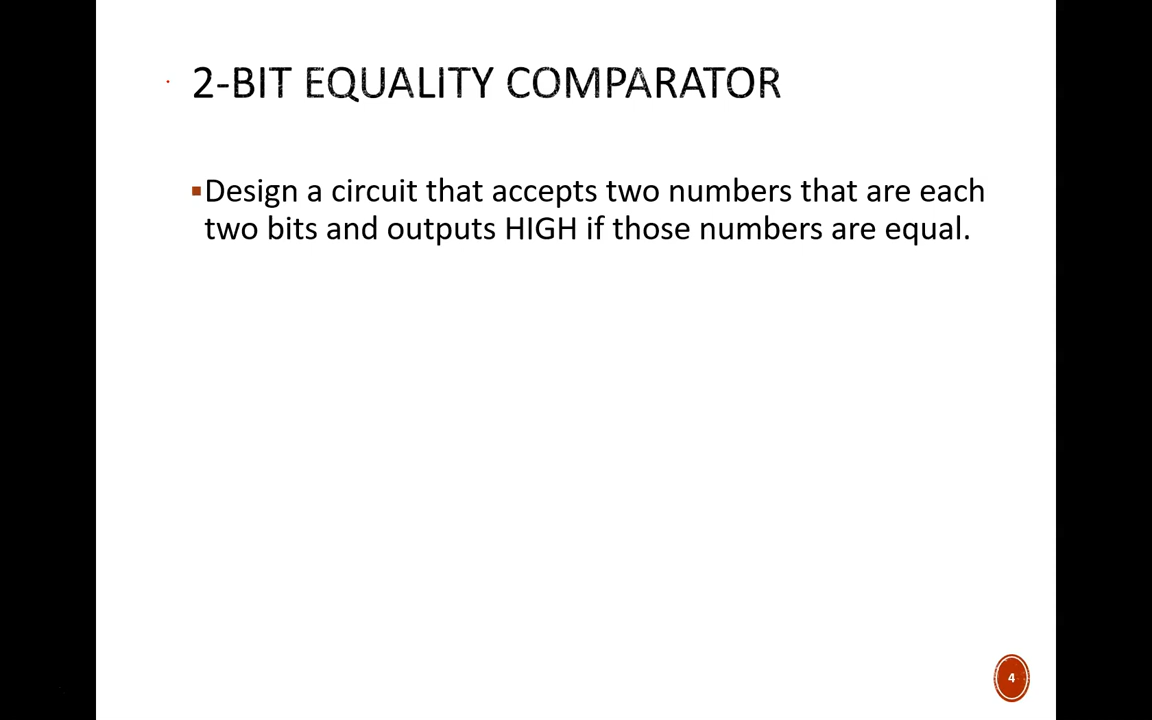 2-BIT EQUALITY COMPARATOR
Design a circuit that accepts two numbers that are each
two bits and outputs HIGH if those numbers are equal.
4